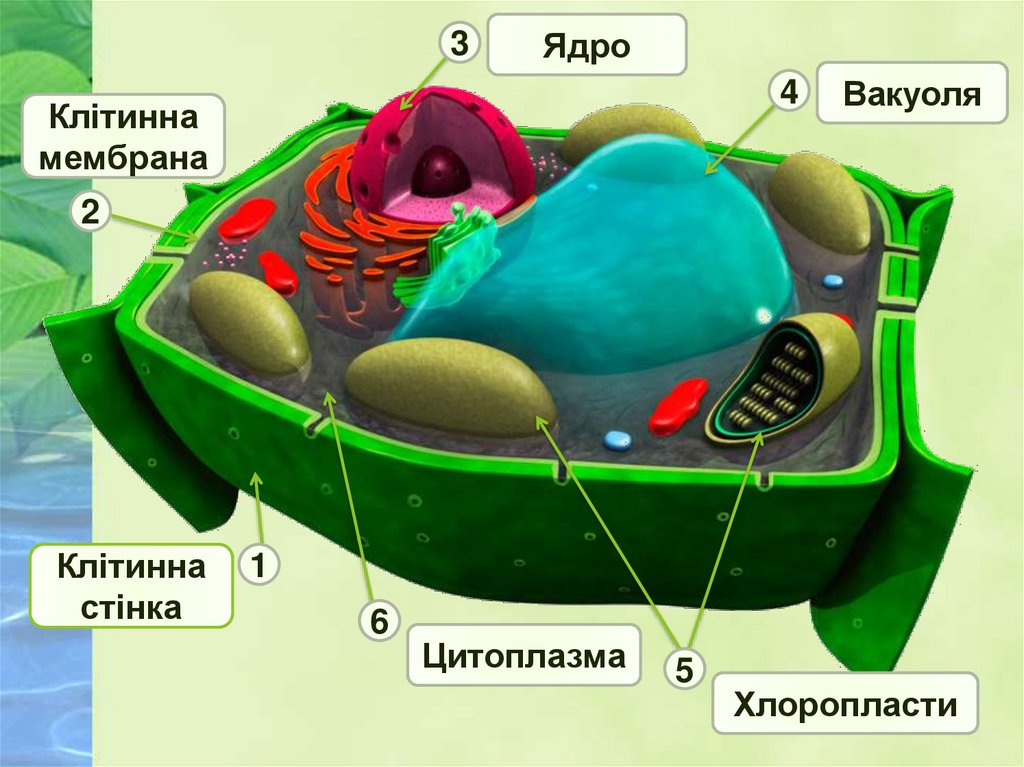 3
Ядро
4
Вакуоля
Клітинна
мембрана
2
Клітинна
стінка
1
6
Цитоплазма
5
Хлоропласти